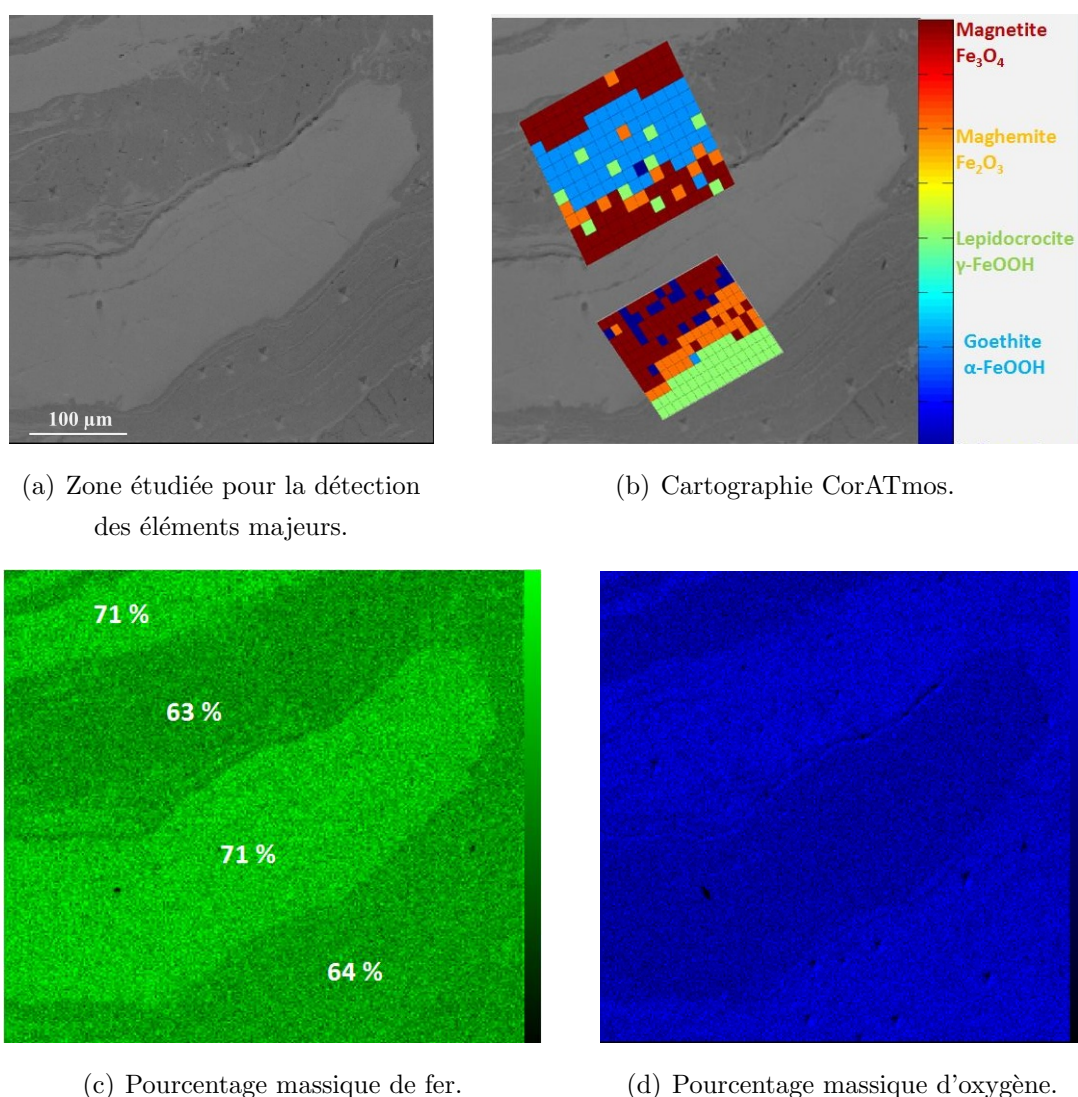 100 µm
Magnetite
Fe₃O₄
Maghemite
Fe₂O₃
Lepidocrocite
γ-FeOOH
Goethite
α-FeOOH
(a) Zone étudiée pour la détection
des éléments majeurs.
(b) Cartographie CorATmos.
71 %
63 %
71 %
64 %
(c) Pourcentage massique de fer.
(d) Pourcentage massique d'oxygène.